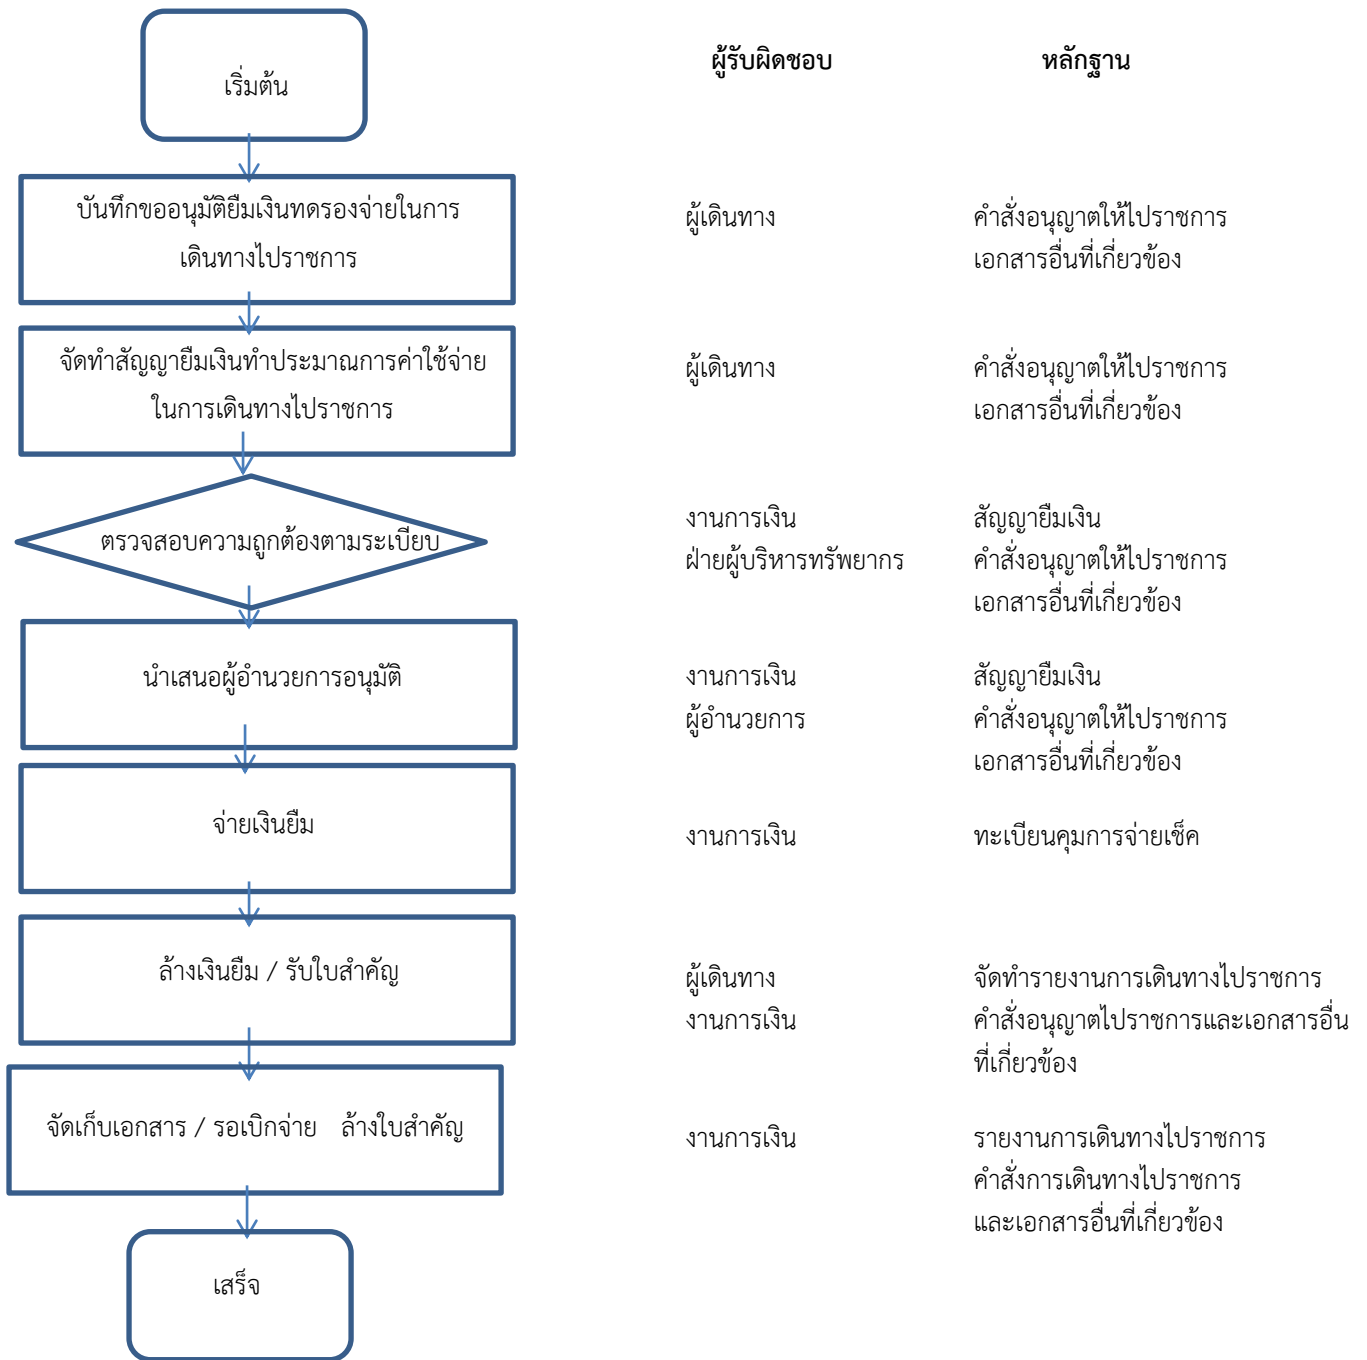 เริ่มต้น
ผู้รับผิดชอบ
หลักฐาน
บันทึกขออนุมัติยืมเงินทดรองจ่ายในการ
เดินทางไปราชการ
ผู้เดินทาง
คำสั่งอนุญาตให้ไปราชการ
เอกสารอื่นที่เกี่ยวข้อง
จัดทำสัญญายืมเงินทำประมาณการค่าใช้จ่าย
ในการเดินทางไปราชการ
ผู้เดินทาง
คำสั่งอนุญาตให้ไปราชการ
เอกสารอื่นที่เกี่ยวข้อง
ตรวจสอบความถูกต้องตามระเบียบ
งานการเงิน
ฝ่ายผู้บริหารทรัพยากร
สัญญายืมเงิน
คำสั่งอนุญาตให้ไปราชการ
เอกสารอื่นที่เกี่ยวข้อง
นำเสนอผู้อำนวยการอนุมัติ
งานการเงิน
ผู้อำนวยการ
สัญญายืมเงิน
คำสั่งอนุญาตให้ไปราชการ
เอกสารอื่นที่เกี่ยวข้อง
จ่ายเงินยืม
งานการเงิน
ทะเบียนคุมการจ่ายเช็ค
ล้างเงินยืม / รับใบสำคัญ
ผู้เดินทาง
งานการเงิน
จัดทำรายงานการเดินทางไปราชการ
คำสั่งอนุญาตไปราชการและเอกสารอื่น
ที่เกี่ยวข้อง
จัดเก็บเอกสาร / รอเบิกจ่าย ล้างใบสำคัญ
งานการเงิน
รายงานการเดินทางไปราชการ
คำสั่งการเดินทางไปราชการ
และเอกสารอื่นที่เกี่ยวข้อง
เสร็จ